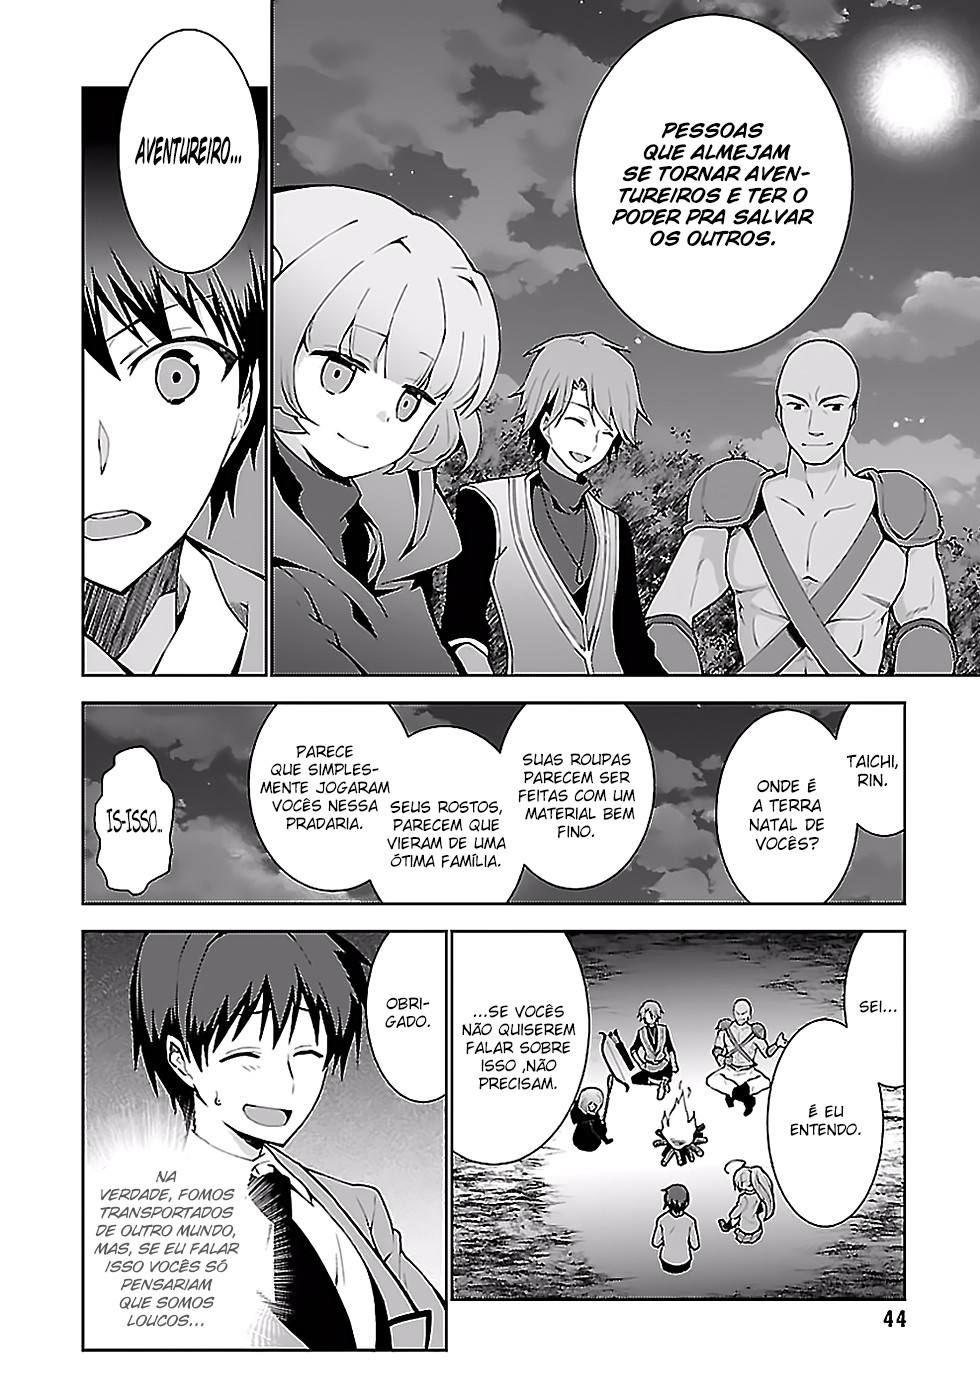 PESSOAS
QUE ALMEJAM
SE TORNAR AVEN-
TUREIROS E TER O
PODER PRA SALVAR
OS OUTROS.
AVENTUREIRO...
TAICHI,
RIN.
ONDE É
A TERRA
NATAL DE
VOCÊS?
SUAS ROUPAS
PARECEM SER
FEITAS COM UM
MATERIAL BEM
FINO.
SEUS ROSTOS,
PARECEM QUE
VIERAM DE UMA
ÓTIMA FAMÍLIA.
PARECE
QUE SIMPLES-
MENTE JOGARAM
VOCÊS NESSA
PRADARIA.
IS-ISSO..
SEI...
É EU
ENTENDO.
...SE VOCÊS
NÃO QUISEREM
FALAR SOBRE
ISSO ,NÃO
PRECISAM.
OBRI-
GADO.
NA
VERDADE, FOMOS
TRANSPORTADOS
DE OUTRO MUNDO,
MAS, SE EU FALAR
ISSO VOCÊS SÓ
PENSARIAM
QUE SOMOS
LOUCOS...
44